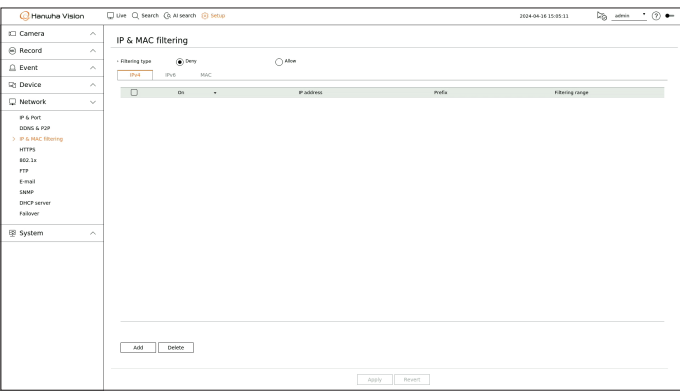 Hanwha Vision
Live Search AI search Setup
2024-04-16 15:05:11
admin
Camera
Record
Event
Device
Network
IP & Port
DDNS & P2P
IP & MAC filtering
HTTPS
802.1x
FTP
E-mail
SNMP
DHCP server
Failover
System
IP & MAC filtering
Filtering type Deny Allow
IPv4 IPv6 MAC
On IP address Prefix Filtering range
Add Delete
Apply Revert